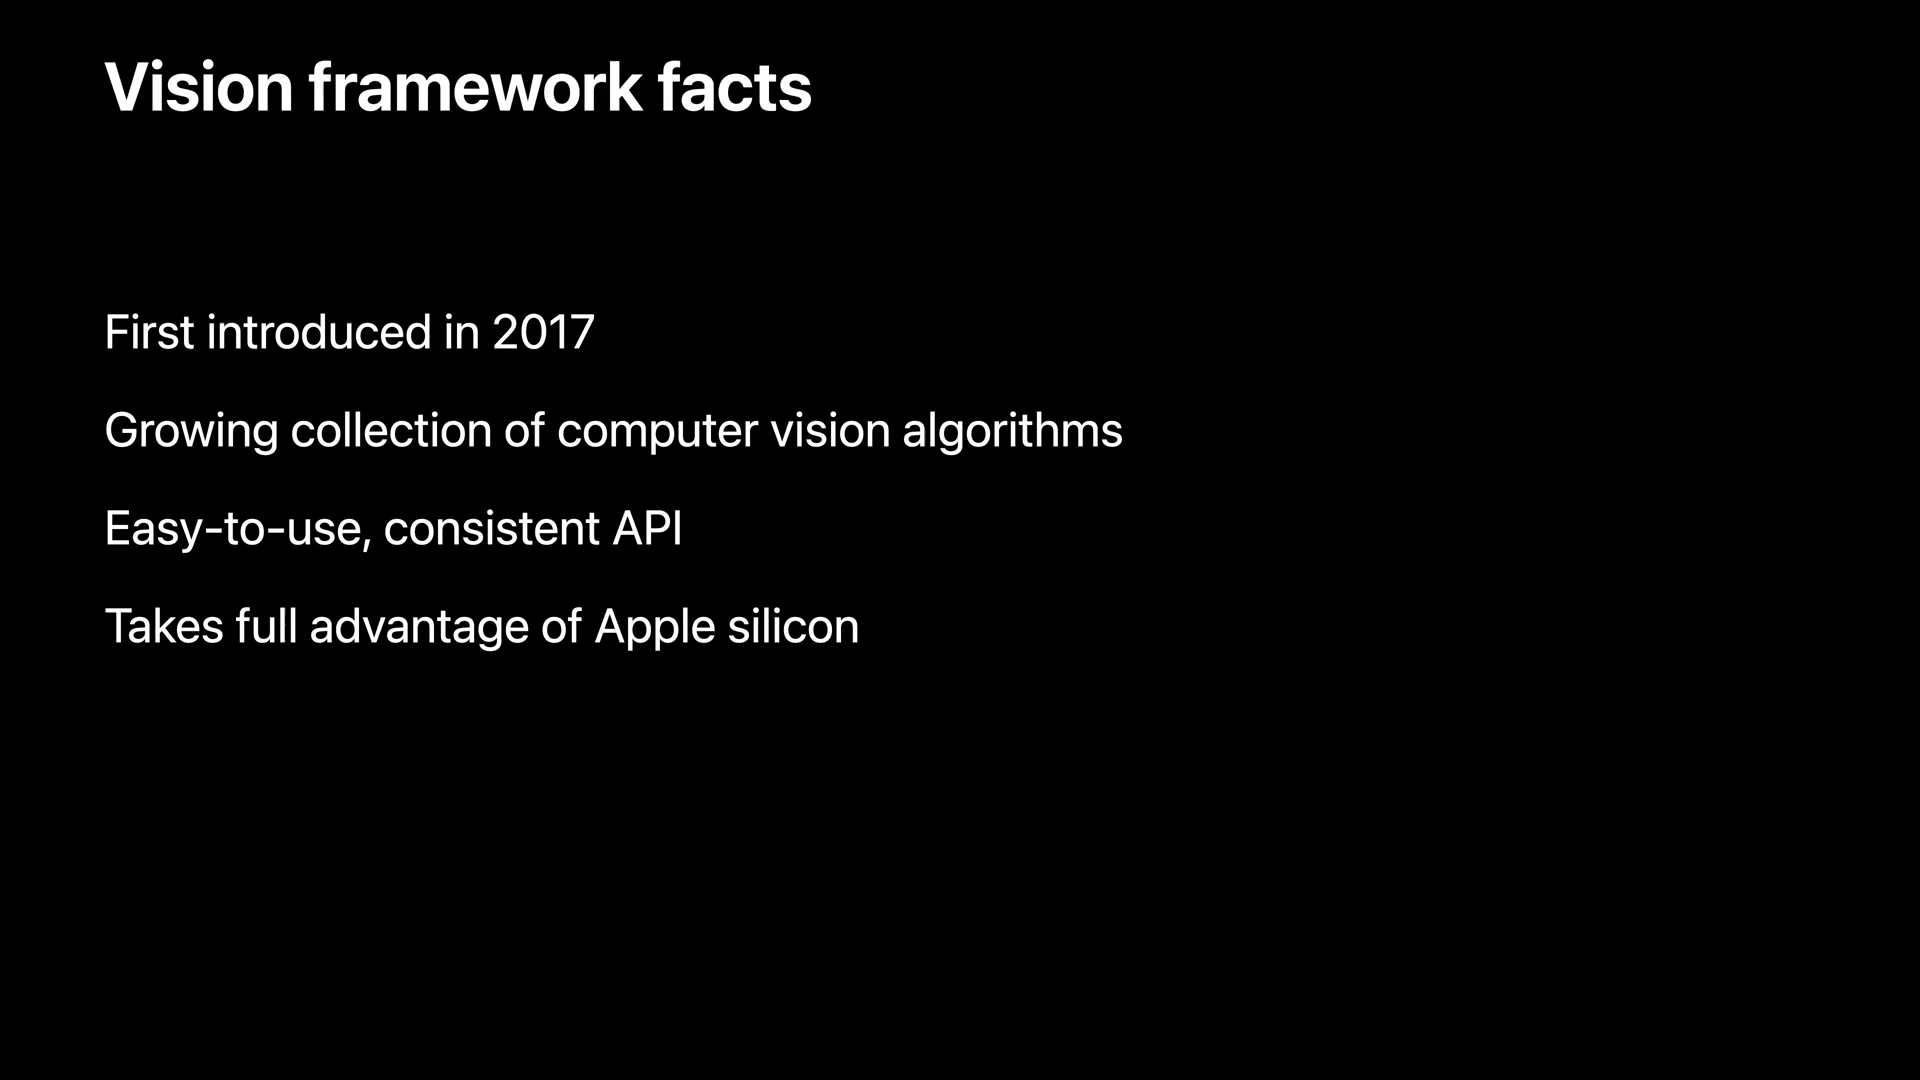 Vision framework facts
First introduced in 2017
Growing collection of computer vision algorithms
Easy-to-use, consistent API
Takes full advantage of Apple silicon